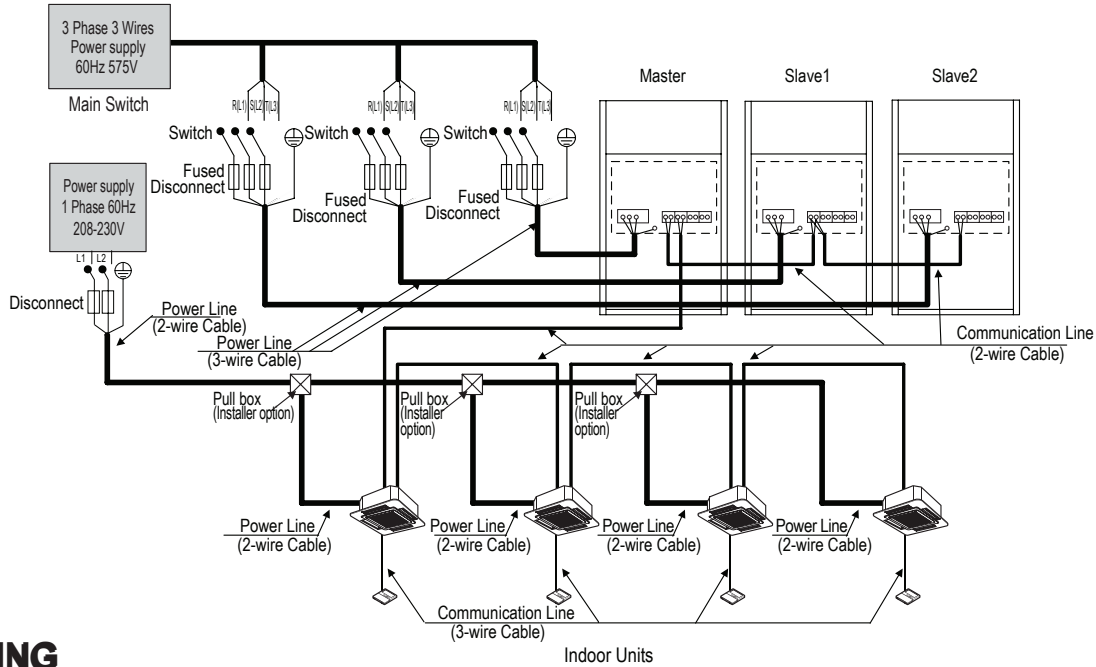 3 Phase 3 Wires
Power supply
60Hz 575V
Main Switch
R(L1) S(L2) T(L3)
R(L1) S(L2) T(L3)
R(L1) S(L2) T(L3)
Switch
Switch
Switch
Fused
Disconnect
Fused
Disconnect
Fused
Disconnect
Master
Slave1
Slave2
Power supply
1 Phase 60Hz
208-230V
L1 L2
Disconnect
Power Line
(2-wire Cable)
Power Line
(3-wire Cable)
Communication Line
(2-wire Cable)
Pull box
(Installer option)
Pull box
(Installer
option)
Pull box
(Installer
option)
Power Line
(2-wire Cable)
Power Line
(2-wire Cable)
Power Line
(2-wire Cable)
Power Line
(2-wire Cable)
Communication Line
(3-wire Cable)
Indoor Units
ING